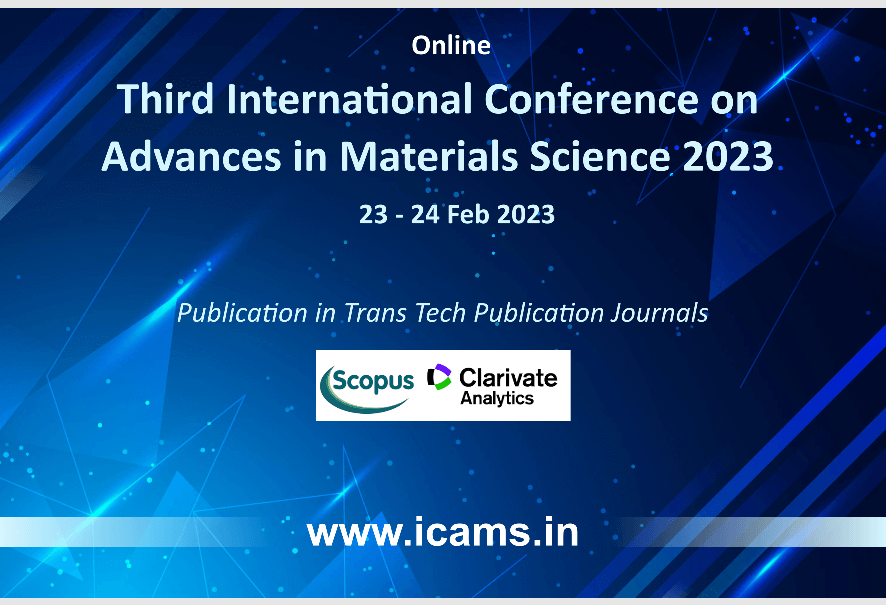 Online
Third International Conference on
Advances in Materials Science 2023
23 - 24 Feb 2023
Publication in Trans Tech Publication Journals
Scopus Clarivate
Analytics
www.icams.in